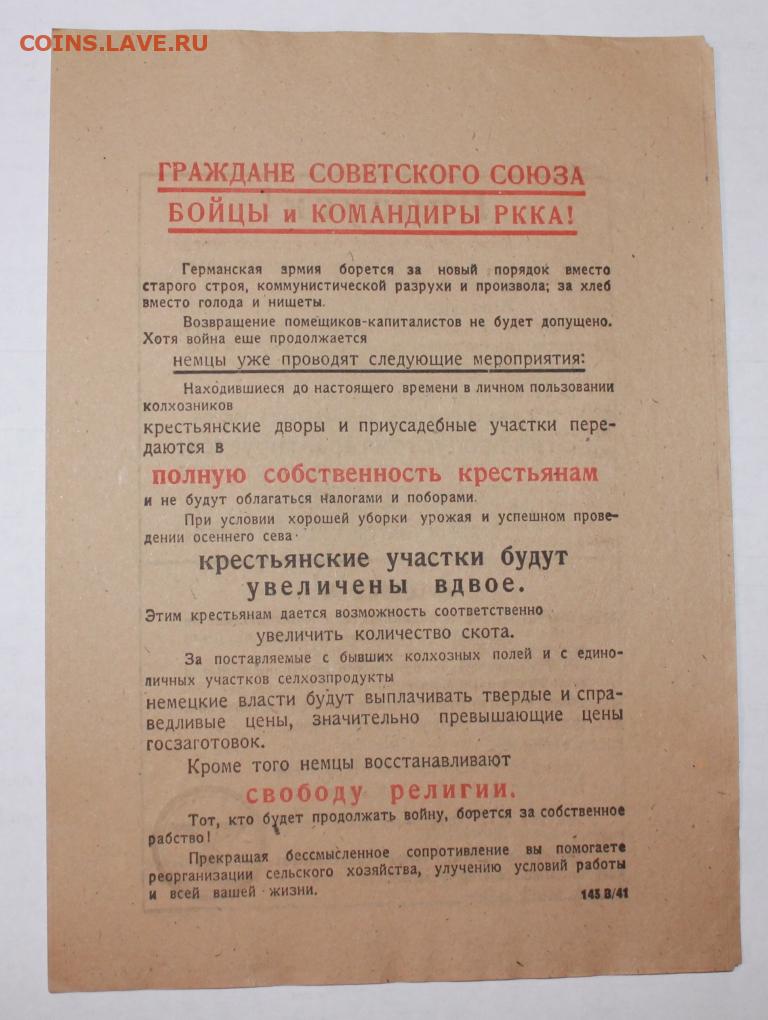 COINS.LAVE.RU
ГРАЖДАНЕ СОВЕТСКОГО СОЮЗА
БОЙЦЫ и КОМАНДИРЫ РККА!
Германская армия борется за новый порядок вместо
старого строя, коммунистической разрухи и произвола; за хлеб
вместо голода и нищеты.
Возвращение помещиков-капиталистов не будет допущено.
Хотя война еще продолжается
немцы уже проводят следующие мероприятия:
Находившиеся до настоящего времени в личном пользовании
колхозников
крестьянские дворы и приусадебные участки пере-
даются в
полную собственность крестьянам
и не будут облагаться налогами и поборами.
При условии хорошей уборки урожая и успешном прове-
дении осеннего сева
крестьянские участки будут
увеличены вдвое.
Этим крестьянам дается возможность соответственно
увеличить количество скота.
За поставляемые с бывших колхозных полей и с едино-
личных участков селхозпродукты
немецкие власти будут выплачивать твердые и спра-
ведливые цены, значительно превышающие цены
госзаготовок.
Кроме того немцы восстанавливают
свободу религии.
Тот, кто будет продолжать войну, борется за собственное
рабство!
Прекращая бессмысленное сопротивление вы помогаете
реорганизации сельского хозяйства, улучению условий работы
и всей вашей жизни.
143 B/41